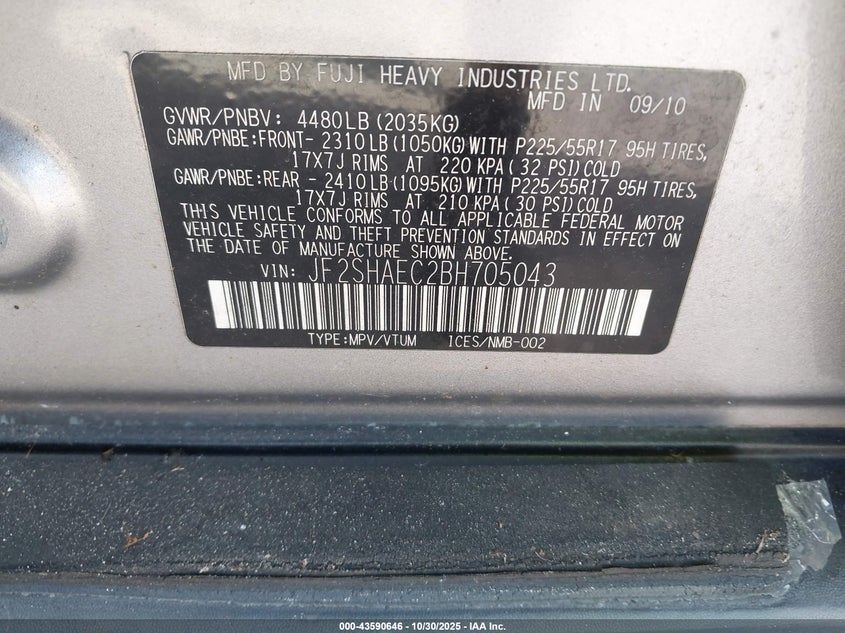 MFD BY FUJI HEAVY INDUSTRIES LTD.
MFD IN 09/10
GVWR/PNBV: 4480LB(2035KG)
GAWR/PNBE:FRONT- 2310LB(1050KG)WITH P225/55R17 95H TIRES,
17X7J RIMS AT 220 KPA(32 PSI)COLD
GAWR/PNBE:REAR - 2410LB(1095KG)WITH P225/55R17 95H TIRES,
17X7J RIMS AT 210 KPA(30 PSI)COLD
THIS VEHICLE CONFORMS TO ALL APPLICABLE FEDERAL MOTOR
VEHICLE SAFETY AND THEFT PREVENTION STANDARDS IN EFFECT ON
THE DATE OF MANUFACTURE SHOWN ABOVE.
VIN: JF2SHAEC2BH705043
TYPE:MPV/VTUM ICES/NMB-002
000-43590646 - 10/30/2025 - IAA Inc.